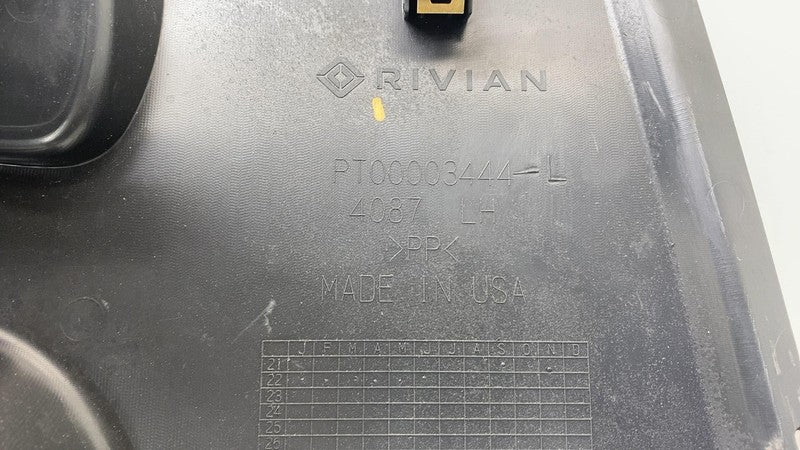 RIVIAN
PT00003444-L
4087 LH
>PP<
MADE IN USA
J F M A M J J A S O N D
21
22
23
24
25
26